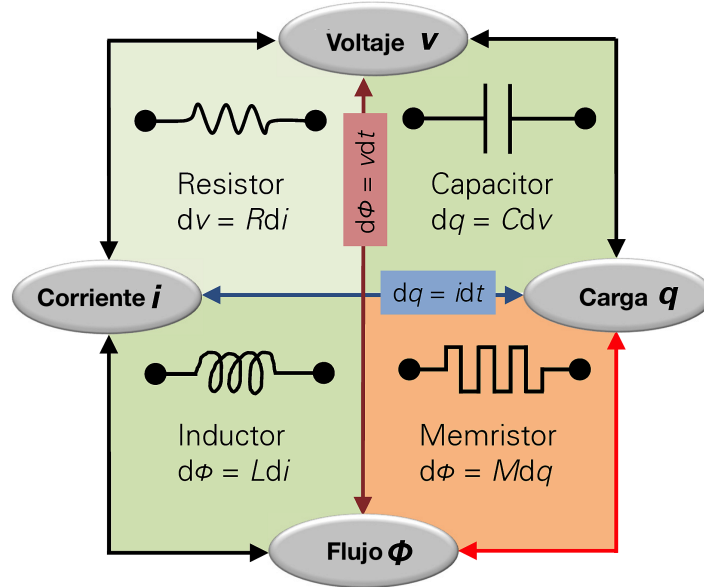 Voltaje v
Resistor
dv = Rdi
dΦ = vdt
Capacitor
dq = Cdv
Corriente i
dq = idt
Carga q
Inductor
dΦ = Ldi
Memristor
dΦ = Mdq
Flujo Φ